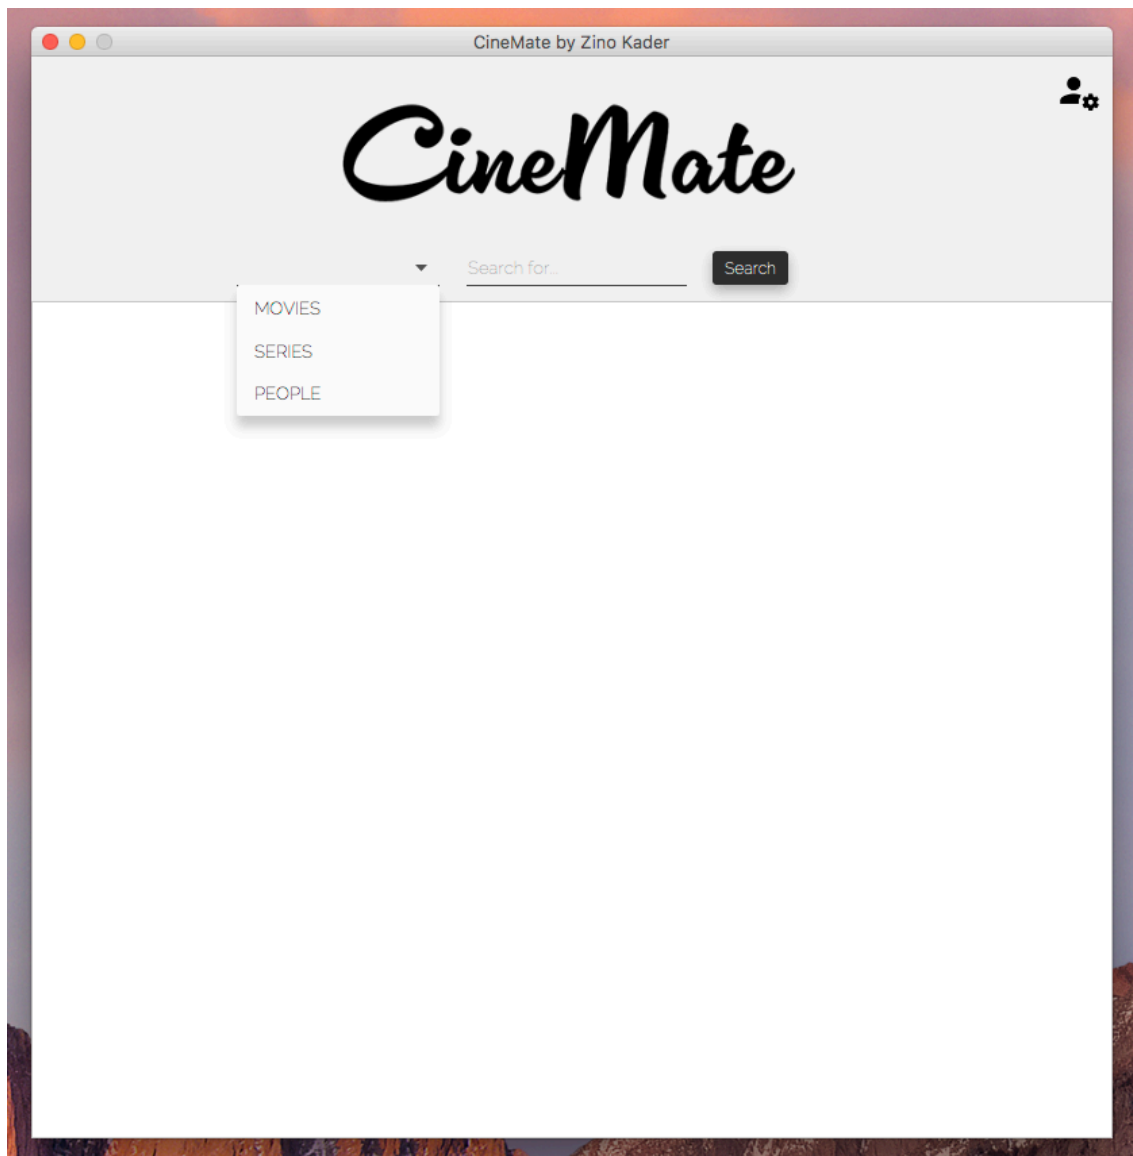 CineMate by Zino Kader
CineMate
Search for... Search
MOVIES
SERIES
PEOPLE